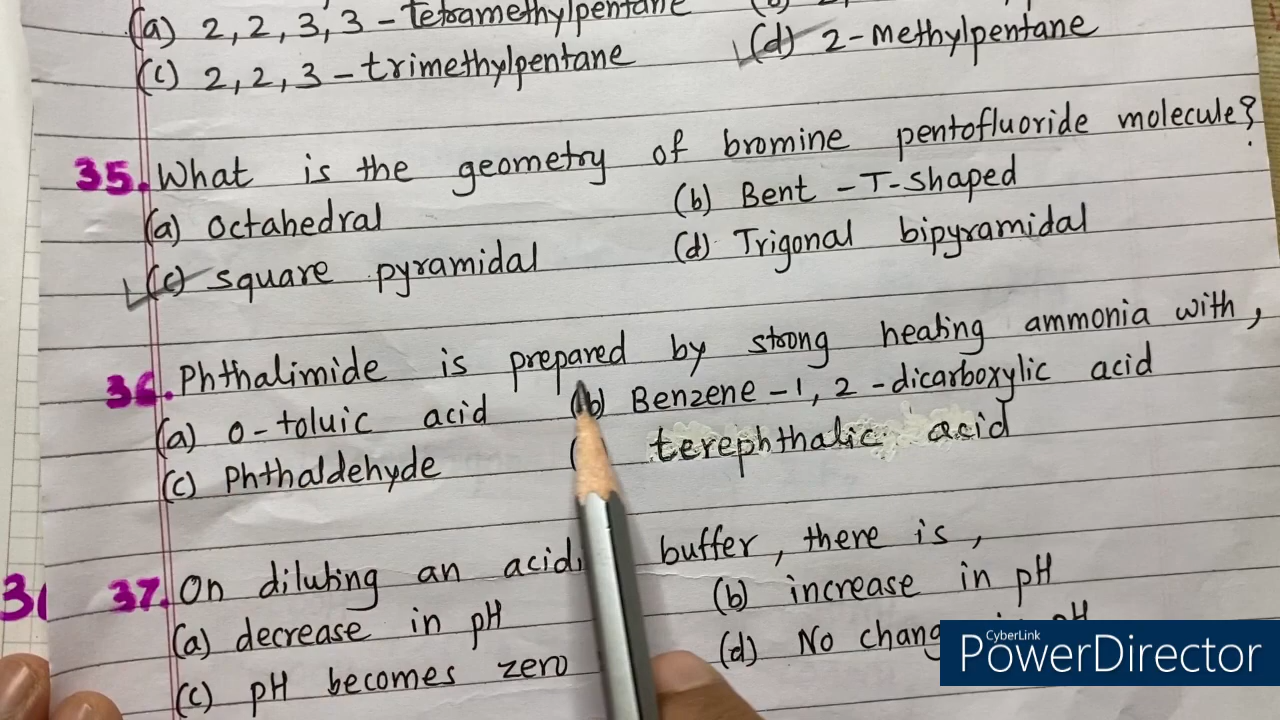 (a) 2, 2, 3, 3 - tetramethylpentane
(c) 2, 2, 3 - trimethylpentane (d) 2-methylpentane
35. What is the geometry of bromine pentofluoride molecule?
(a) octahedral (b) Bent - T-shaped
(c) square pyramidal (d) Trigonal bipyramidal
36. Phthalimide is prepared by strong heating ammonia with,
(a) o-toluic acid (b) Benzene -1, 2 -dicarboxylic acid
(c) Phthaldehyde terephthalic acid
37. On diluting an buffer, there is,
(a) decrease in pH (b) increase in pH
(c) pH becomes zero (d) No in pH
CyberLink
PowerDirector